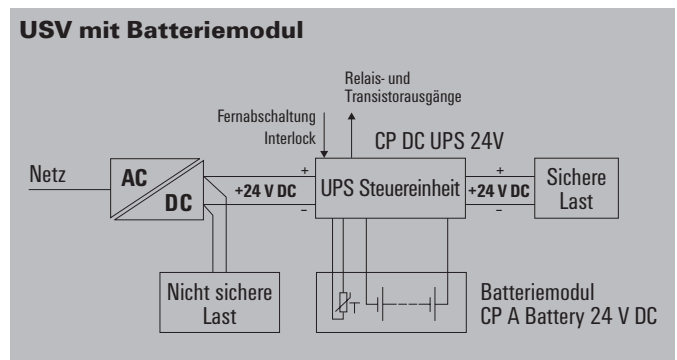 USV mit Batteriemodul
Relais- und
Transistorausgänge
Fernabschaltung
Interlock
CP DC UPS 24V
Netz
AC
DC
+
+24 V DC
–
UPS Steuereinheit
+
+24 V DC
–
Sichere
Last
Nicht sichere
Last
T
Batteriemodul
CP A Battery 24 V DC